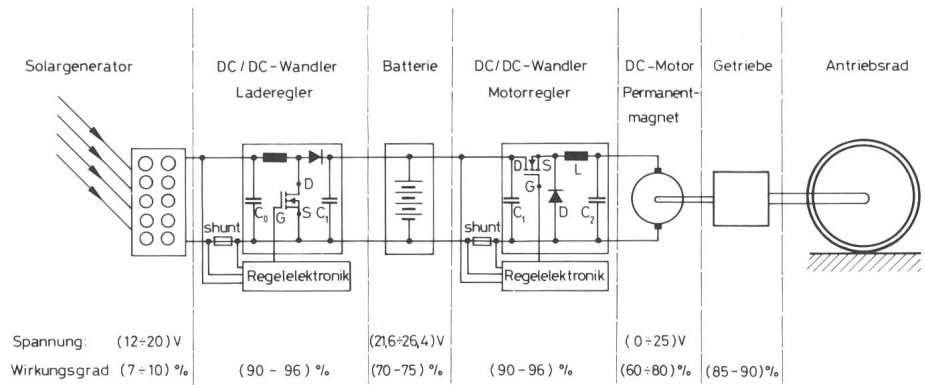 Solargenerator
DC/DC-Wandler
Laderegler
Batterie
DC/DC-Wandler
Motorregler
DC-Motor
Permanent-
magnet
Getriebe
Antriebsrad
D
G
S
C₀
C₁
shunt
Regelelektronik
D
S
G
L
C₁
D
C₂
shunt
Regelelektronik
Spannung: (12÷20)V (21,6÷26,4)V (0÷25)V
Wirkungsgrad (7÷10)% (90-96)% (70-75)% (90-96)% (60÷80)% (85-90)%